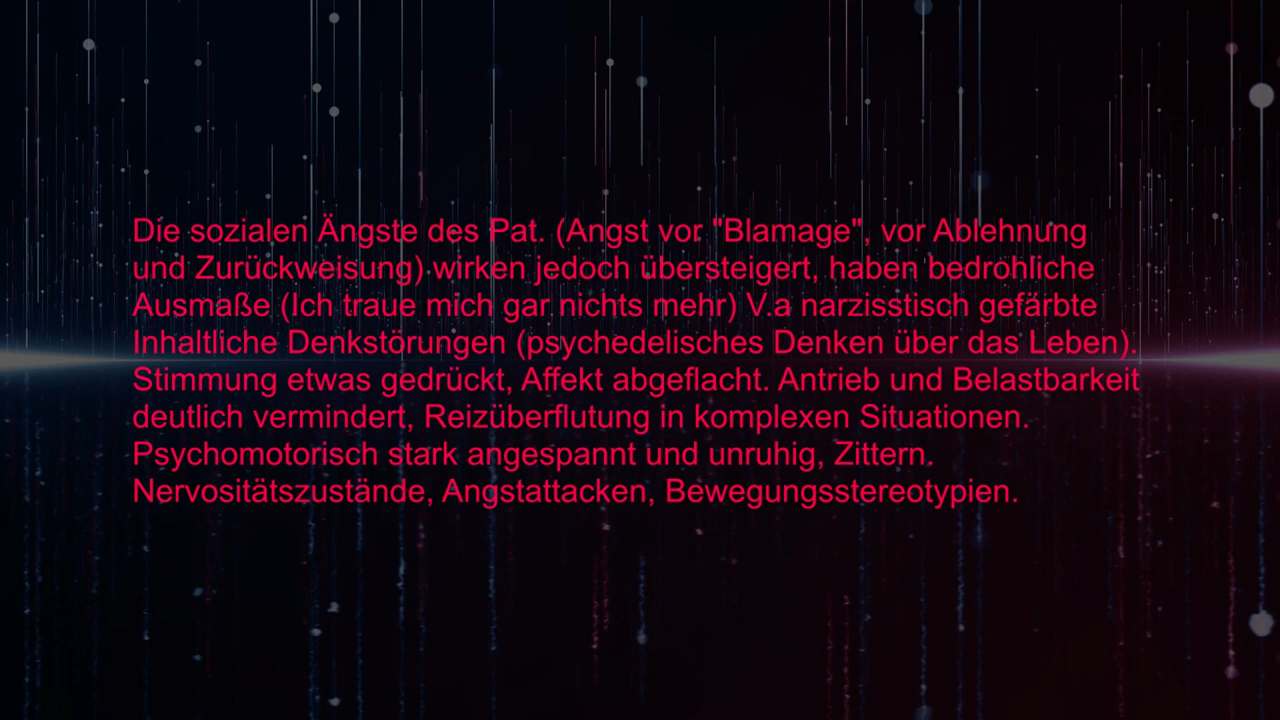 Die sozialen Ängste des Pat. (Angst vor "Blamage", vor Ablehnung
und Zurückweisung) wirken jedoch übersteigert, haben bedrohliche
Ausmaße (Ich traue mich gar nichts mehr) V.a narzisstisch gefärbte
Inhaltliche Denkstörungen (psychedelisches Denken über das Leben).
Stimmung etwas gedrückt, Affekt abgeflacht. Antrieb und Belastbarkeit
deutlich vermindert, Reizüberflutung in komplexen Situationen.
Psychomotorisch stark angespannt und unruhig, Zittern.
Nervositätszustände, Angstattacken, Bewegungsstereotypien.